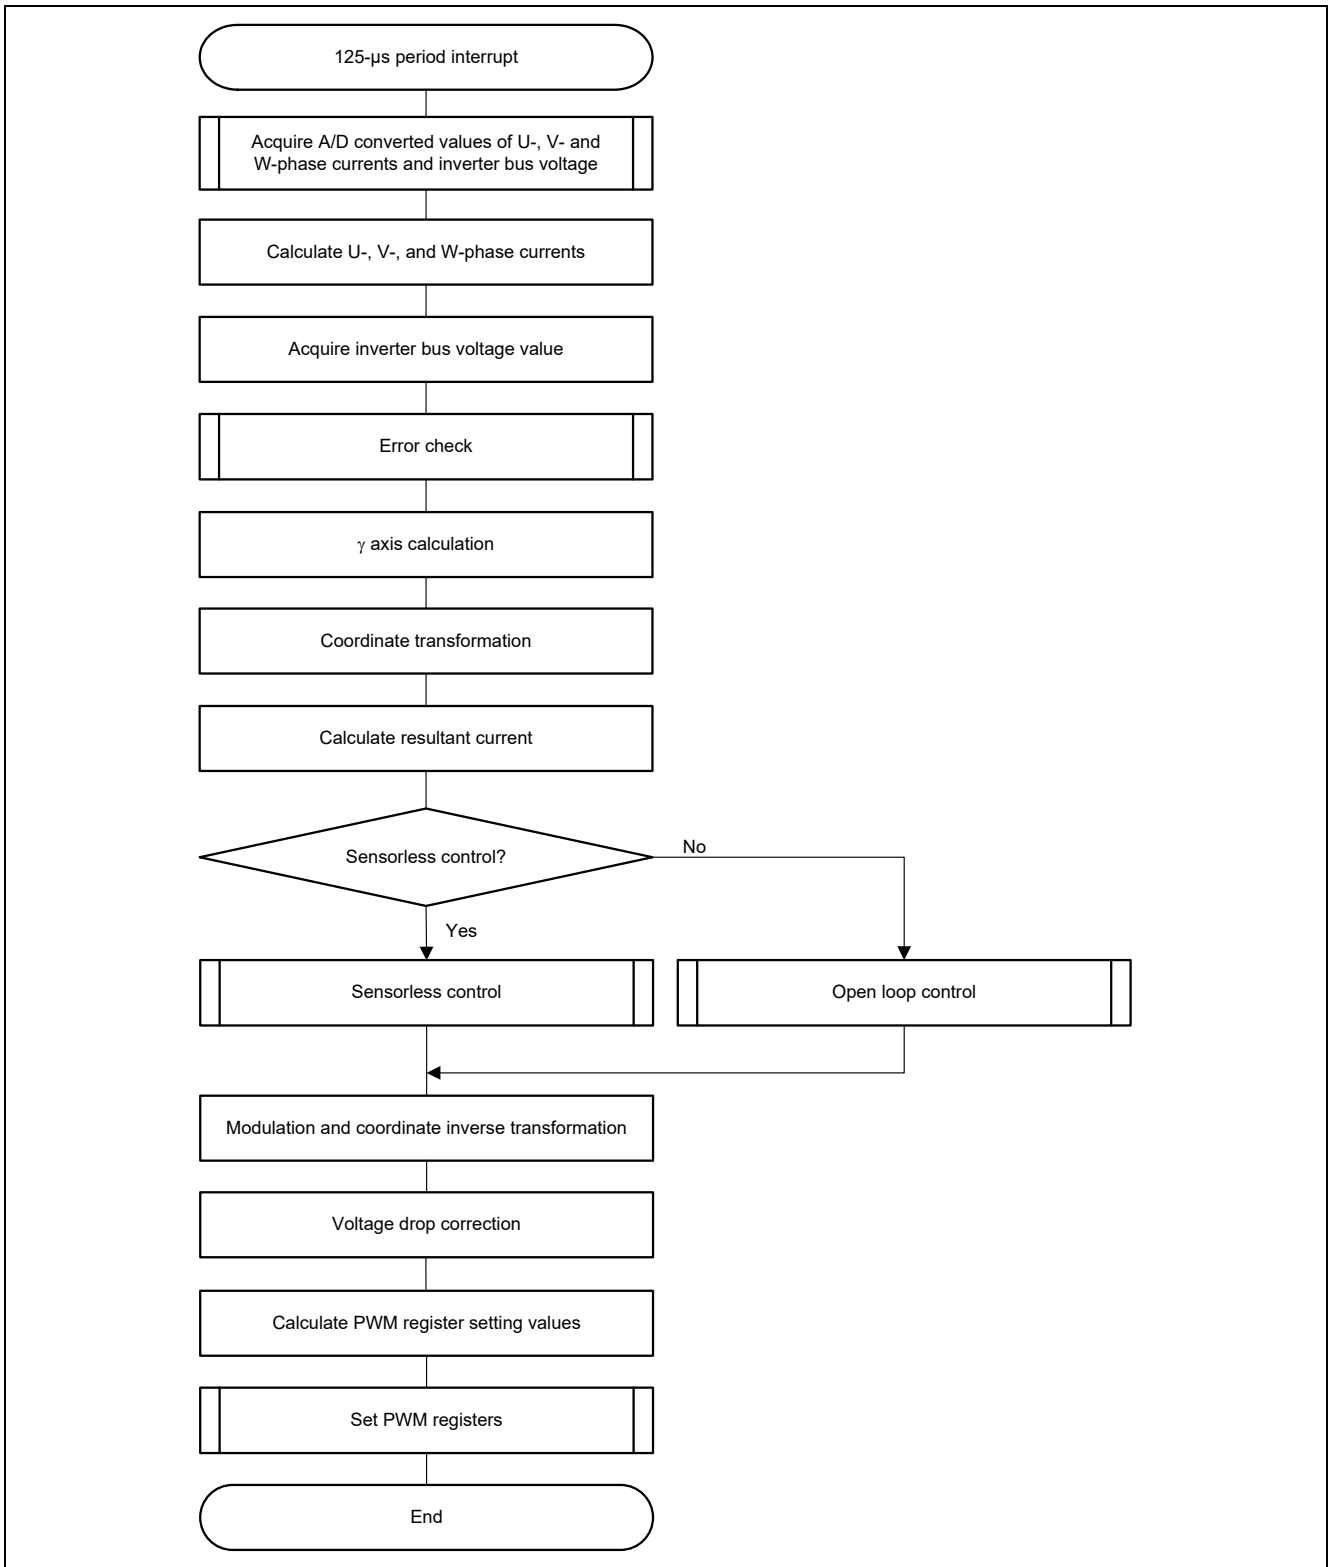 125-µs period interrupt
Acquire A/D converted values of U-, V- and
W-phase currents and inverter bus voltage
Calculate U-, V-, and W-phase currents
Acquire inverter bus voltage value
Error check
γ axis calculation
Coordinate transformation
Calculate resultant current
Sensorless control?
No
Yes
Sensorless control
Open loop control
Modulation and coordinate inverse transformation
Voltage drop correction
Calculate PWM register setting values
Set PWM registers
End